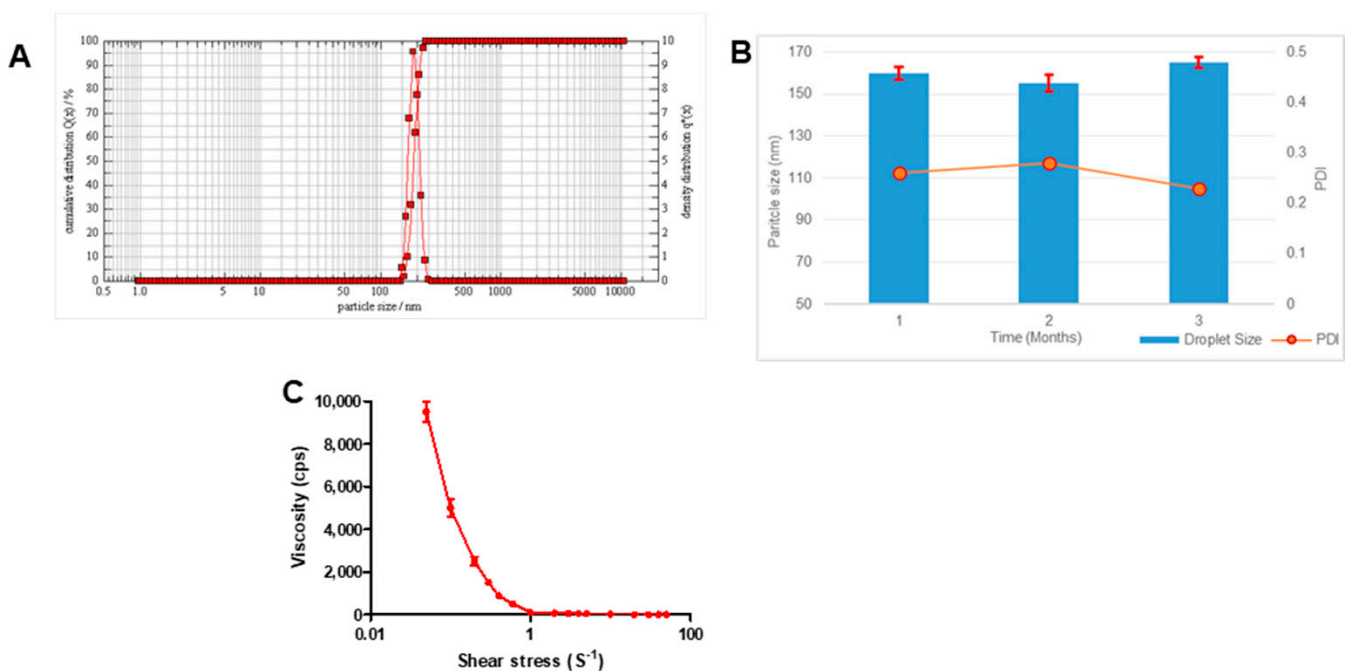 A
cumulative distribution Q(x) / %
100
90
80
70
60
50
40
30
20
10
0
10
9
8
7
6
5
4
3
2
1
0
density distribution q*(x)
0.5 1.0 5 10 50 100 500 1000 5000 10000
particle size / nm
B
Paritcle size (nm)
170
150
130
110
90
70
50
0.5
0.4
0.3
0.2
0.1
0
PDI
1 2 3
Time (Months)
Droplet Size PDI
C
Viscosity (cps)
10,000
8,000
6,000
4,000
2,000
0
0.01 1 100
Shear stress (S-1)